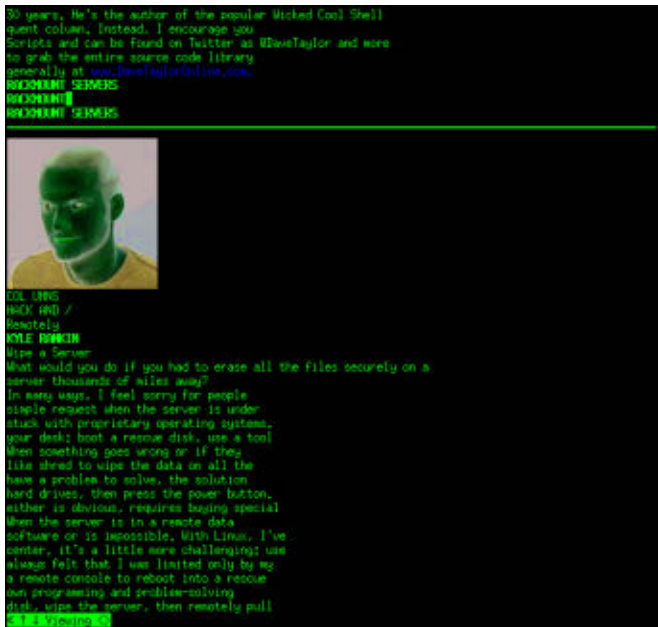 30 years. He's the author of the popular Wicked Cool Shell
quent column. Instead, I encourage you
Scripts and can be found on Twitter as @DaveTaylor and more
to grab the entire source code library
generally at www.DaveTaylorOnline.com.
RACKMOUNT SERVERS
RACKMOUNT
RACKMOUNT SERVERS
COL UMNS
HACK AND /
Remotely
KYLE RANKIN
Wipe a Server
What would you do if you had to erase all the files securely on a
server thousands of miles away?
In many ways, I feel sorry for people
simple request when the server is under
stuck with proprietary operating systems.
your desk: boot a rescue disk, use a tool
When something goes wrong or if they
like shred to wipe the data on all the
have a problem to solve, the solution
hard drives, then press the power button.
either is obvious, requires buying special
When the server is in a remote data
software or is impossible. With Linux, I've
center, it's a little more challenging: use
always felt that I was limited only by my
a remote console to reboot into a rescue
own programming and problem-solving
disk, wipe the server, then remotely pull
< ↑ ↓ Viewing